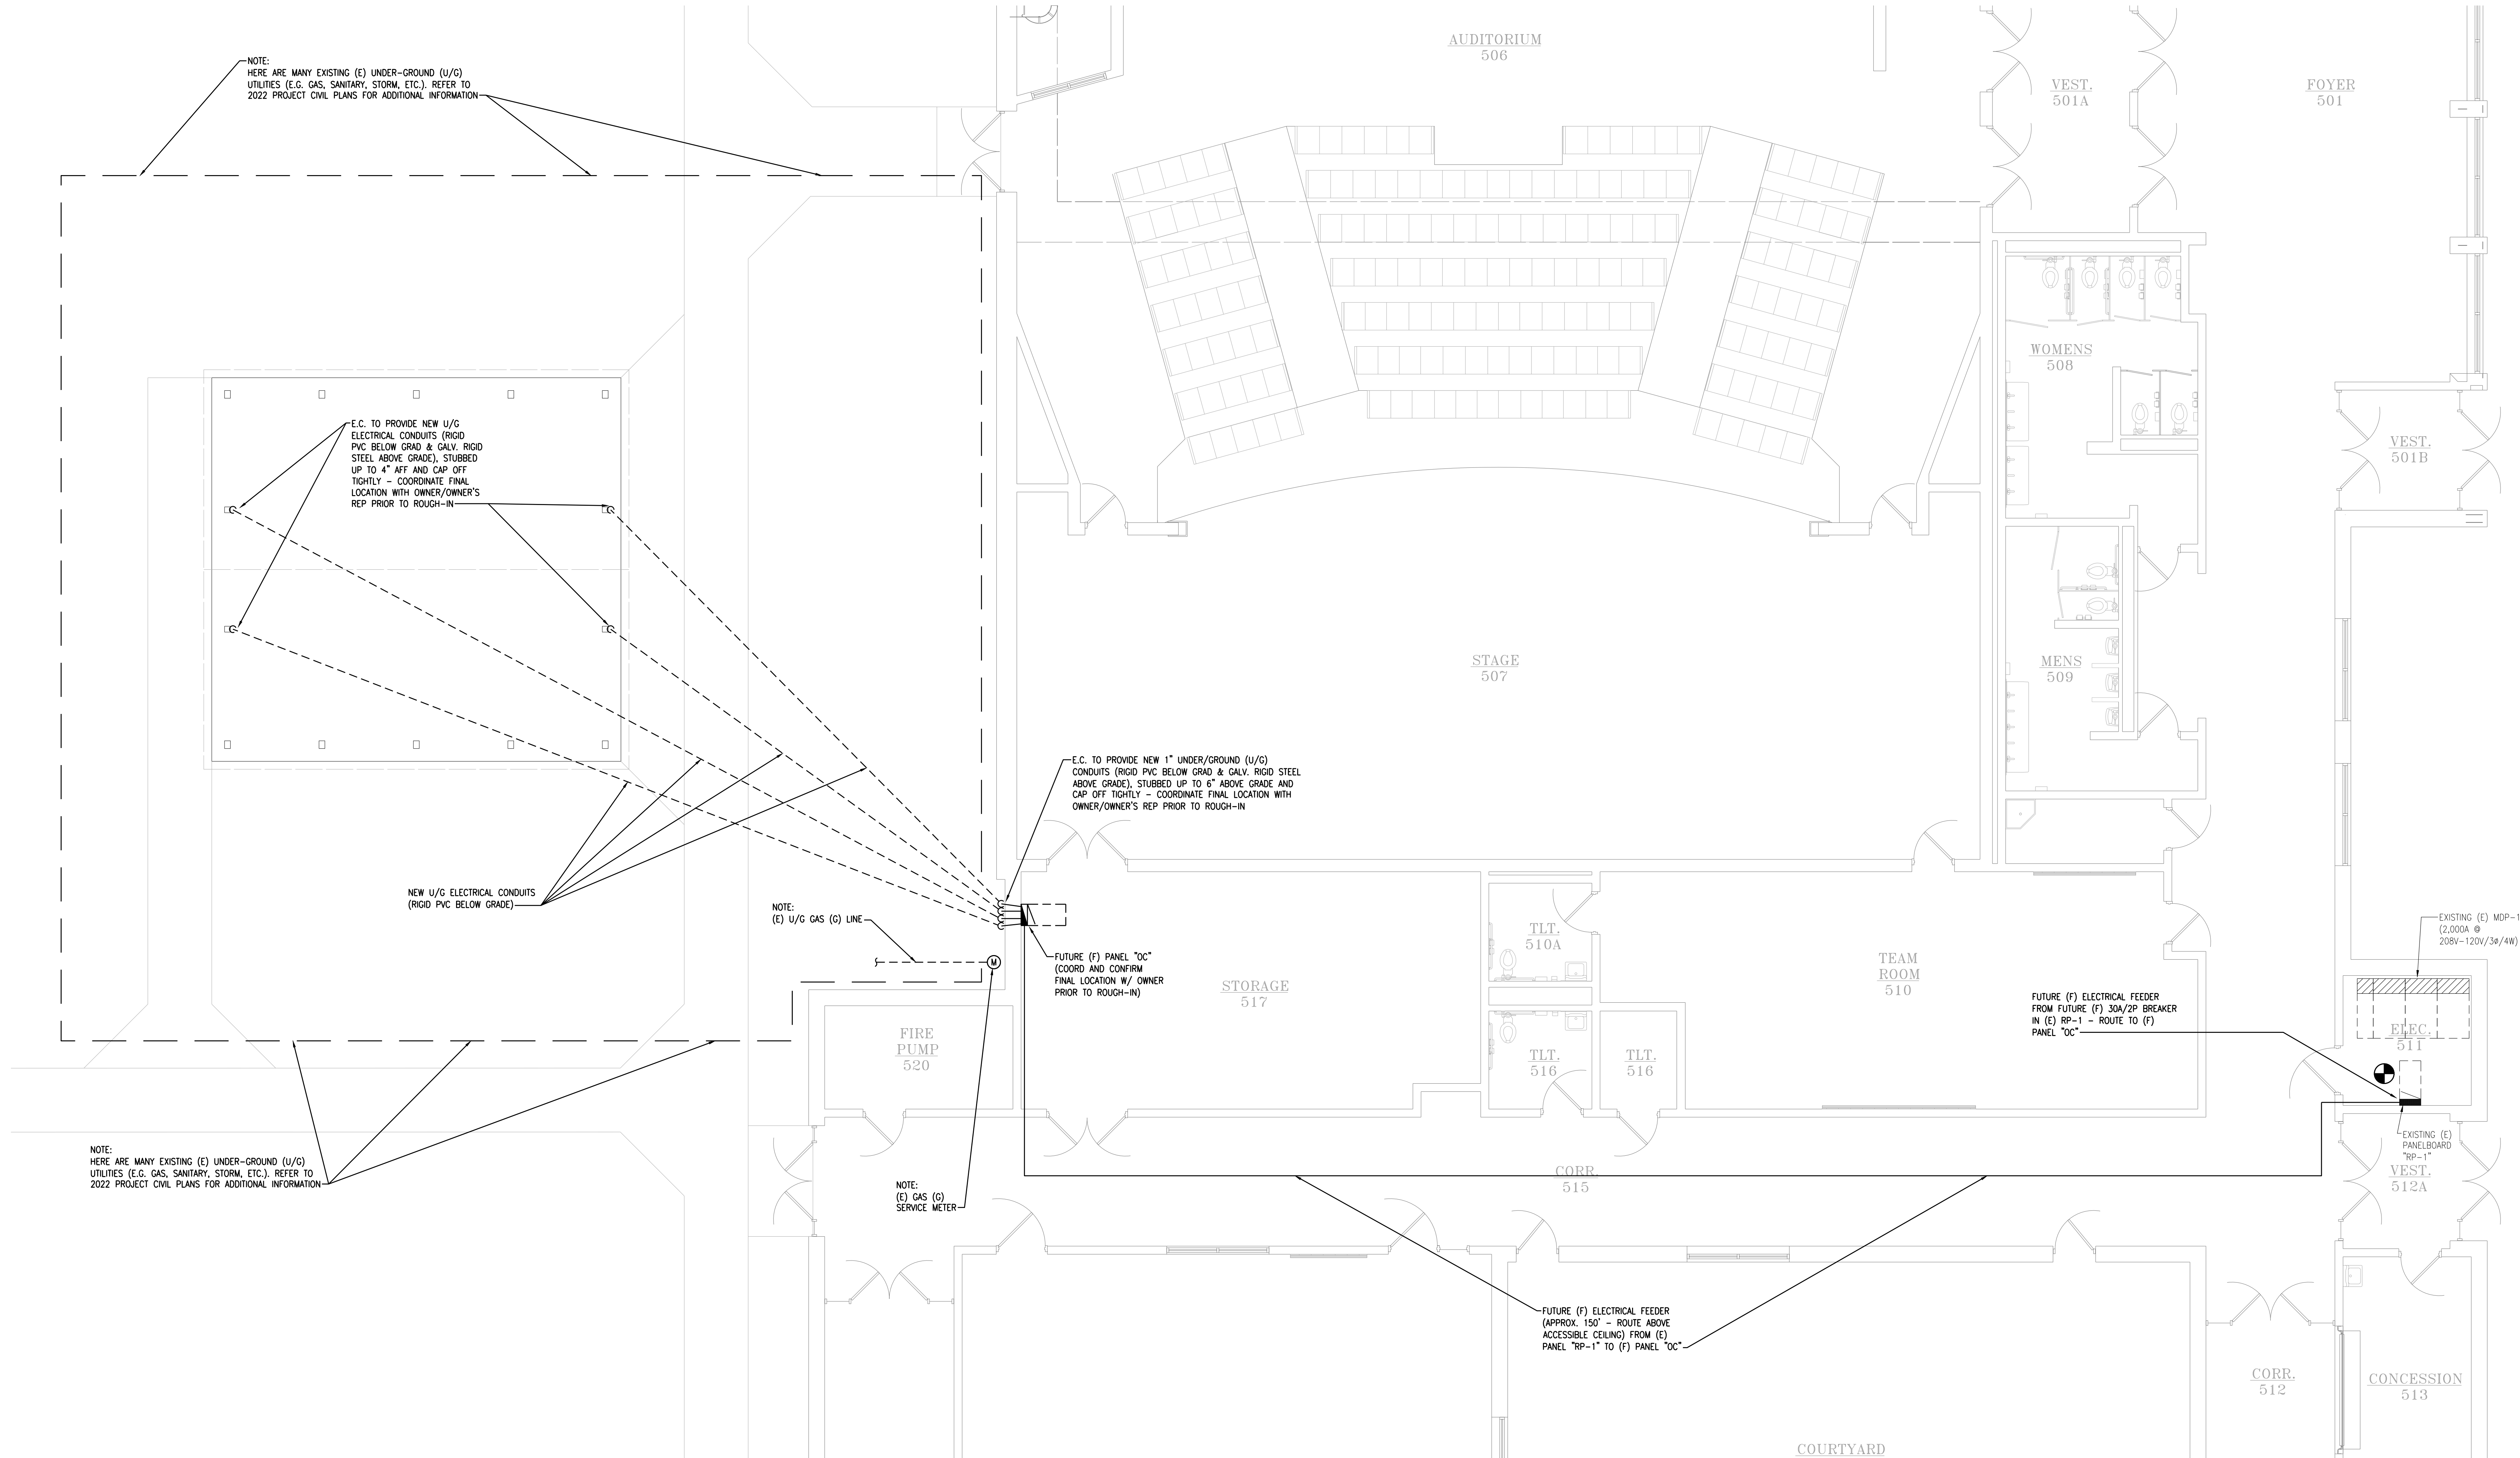 AUDITORIUM
506
VEST.
501A
FOYER
501
NOTE:
HERE ARE MANY EXISTING (E) UNDER-GROUND (U/G)
UTILITIES (E.G. GAS, SANITARY, STORM, ETC.). REFER TO
2022 PROJECT CIVIL PLANS FOR ADDITIONAL INFORMATION
WOMENS
508
VEST.
501B
E.C. TO PROVIDE NEW U/G
ELECTRICAL CONDUITS (RIGID
PVC BELOW GRAD & GALV. RIGID
STEEL ABOVE GRADE), STUBBED
UP TO 4" AFF AND CAP OFF
TIGHTLY - COORDINATE FINAL
LOCATION WITH OWNER/OWNER'S
REP PRIOR TO ROUGH-IN
STAGE
507
MENS
509
E.C. TO PROVIDE NEW 1" UNDER/GROUND (U/G)
CONDUITS (RIGID PVC BELOW GRAD & GALV. RIGID STEEL
ABOVE GRADE), STUBBED UP TO 6" ABOVE GRADE AND
CAP OFF TIGHTLY - COORDINATE FINAL LOCATION WITH
OWNER/OWNER'S REP PRIOR TO ROUGH-IN
NEW U/G ELECTRICAL CONDUITS
(RIGID PVC BELOW GRADE)
NOTE:
(E) U/G GAS (G) LINE
M
FUTURE (F) PANEL "OC"
(COORD AND CONFIRM
FINAL LOCATION W/ OWNER
PRIOR TO ROUGH-IN)
STORAGE
517
TLT.
510A
TEAM
ROOM
510
EXISTING (E) MDP-1
(2,000A @
208V-120V/3Ø/4W)
FUTURE (F) ELECTRICAL FEEDER
FROM FUTURE (F) 30A/2P BREAKER
IN (E) RP-1 - ROUTE TO (F)
PANEL "OC"
ELEC.
511
FIRE
PUMP
520
TLT.
516
TLT.
516
EXISTING (E)
PANELBOARD
"RP-1"
VEST.
512A
NOTE:
HERE ARE MANY EXISTING (E) UNDER-GROUND (U/G)
UTILITIES (E.G. GAS, SANITARY, STORM, ETC.). REFER TO
2022 PROJECT CIVIL PLANS FOR ADDITIONAL INFORMATION
NOTE:
(E) GAS (G)
SERVICE METER
CORR.
515
FUTURE (F) ELECTRICAL FEEDER
(APPROX. 150' - ROUTE ABOVE
ACCESSIBLE CEILING) FROM (E)
PANEL "RP-1" TO (F) PANEL "OC"
CORR.
512
CONCESSION
513
COURTYARD